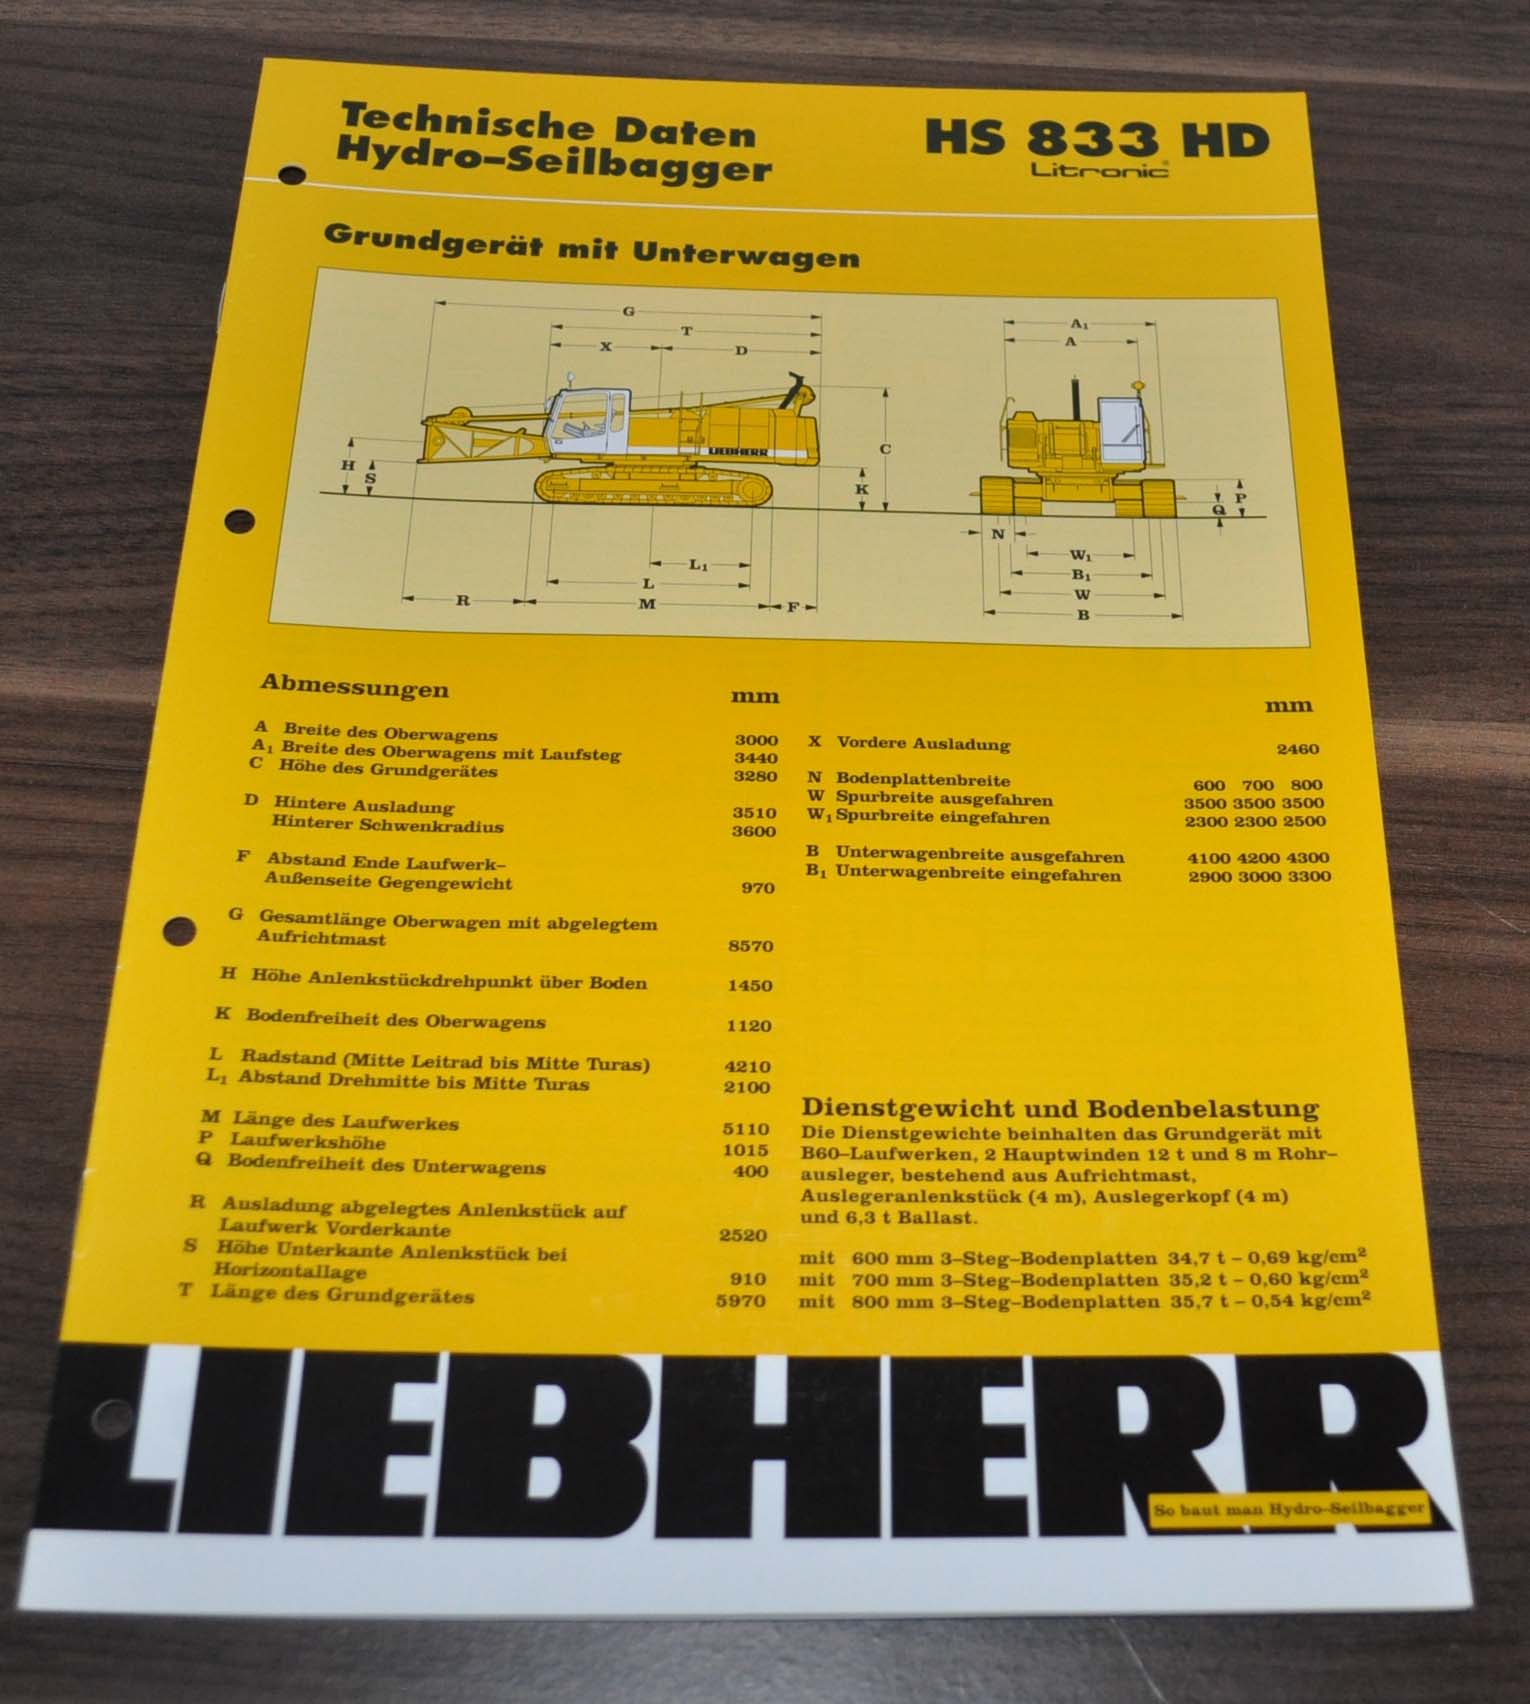 Technische Daten
Hydro–Seilbagger
HS 833 HD
Litronic®
Grundgerät mit Unterwagen
G
T
X D
H S C K
LIEBHERR
L₁
L
R M F
A₁
A
P
Q
N
W₁
B₁
W
B
Abmessungen mm
A Breite des Oberwagens 3000
A₁ Breite des Oberwagens mit Laufsteg 3440
C Höhe des Grundgerätes 3280
D Hintere Ausladung 3510
Hinterer Schwenkradius 3600
F Abstand Ende Laufwerk–
Außenseite Gegengewicht 970
G Gesamtlänge Oberwagen mit abgelegtem
Aufrichtmast 8570
H Höhe Anlenkstückdrehpunkt über Boden 1450
K Bodenfreiheit des Oberwagens 1120
L Radstand (Mitte Leitrad bis Mitte Turas) 4210
L₁ Abstand Drehmitte bis Mitte Turas 2100
M Länge des Laufwerkes 5110
P Laufwerkshöhe 1015
Q Bodenfreiheit des Unterwagens 400
R Ausladung abgelegtes Anlenkstück auf
Laufwerk Vorderkante 2520
S Höhe Unterkante Anlenkstück bei
Horizontallage 910
T Länge des Grundgerätes 5970
mm
X Vordere Ausladung 2460
N Bodenplattenbreite 600 700 800
W Spurbreite ausgefahren 3500 3500 3500
W₁ Spurbreite eingefahren 2300 2300 2500
B Unterwagenbreite ausgefahren 4100 4200 4300
B₁ Unterwagenbreite eingefahren 2900 3000 3300
Dienstgewicht und Bodenbelastung
Die Dienstgewichte beinhalten das Grundgerät mit
B60–Laufwerken, 2 Hauptwinden 12 t und 8 m Rohr–
ausleger, bestehend aus Aufrichtmast,
Auslegeranlenkstück (4 m), Auslegerkopf (4 m)
und 6,3 t Ballast.
mit 600 mm 3–Steg–Bodenplatten 34,7 t – 0,69 kg/cm²
mit 700 mm 3–Steg–Bodenplatten 35,2 t – 0,60 kg/cm²
mit 800 mm 3–Steg–Bodenplatten 35,7 t – 0,54 kg/cm²
LIEBHERR
So baut man Hydro–Seilbagger